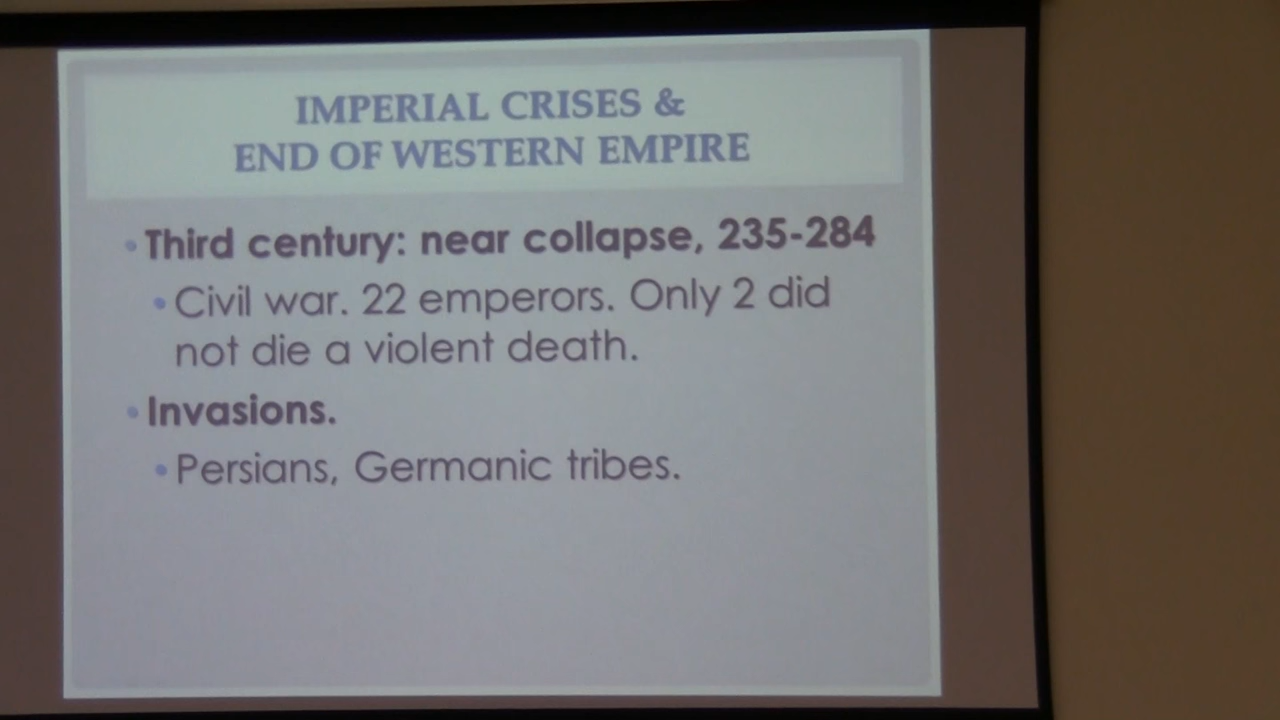 IMPERIAL CRISES &
END OF WESTERN EMPIRE
• Third century: near collapse, 235-284
• Civil war. 22 emperors. Only 2 did
not die a violent death.
• Invasions.
• Persians, Germanic tribes.